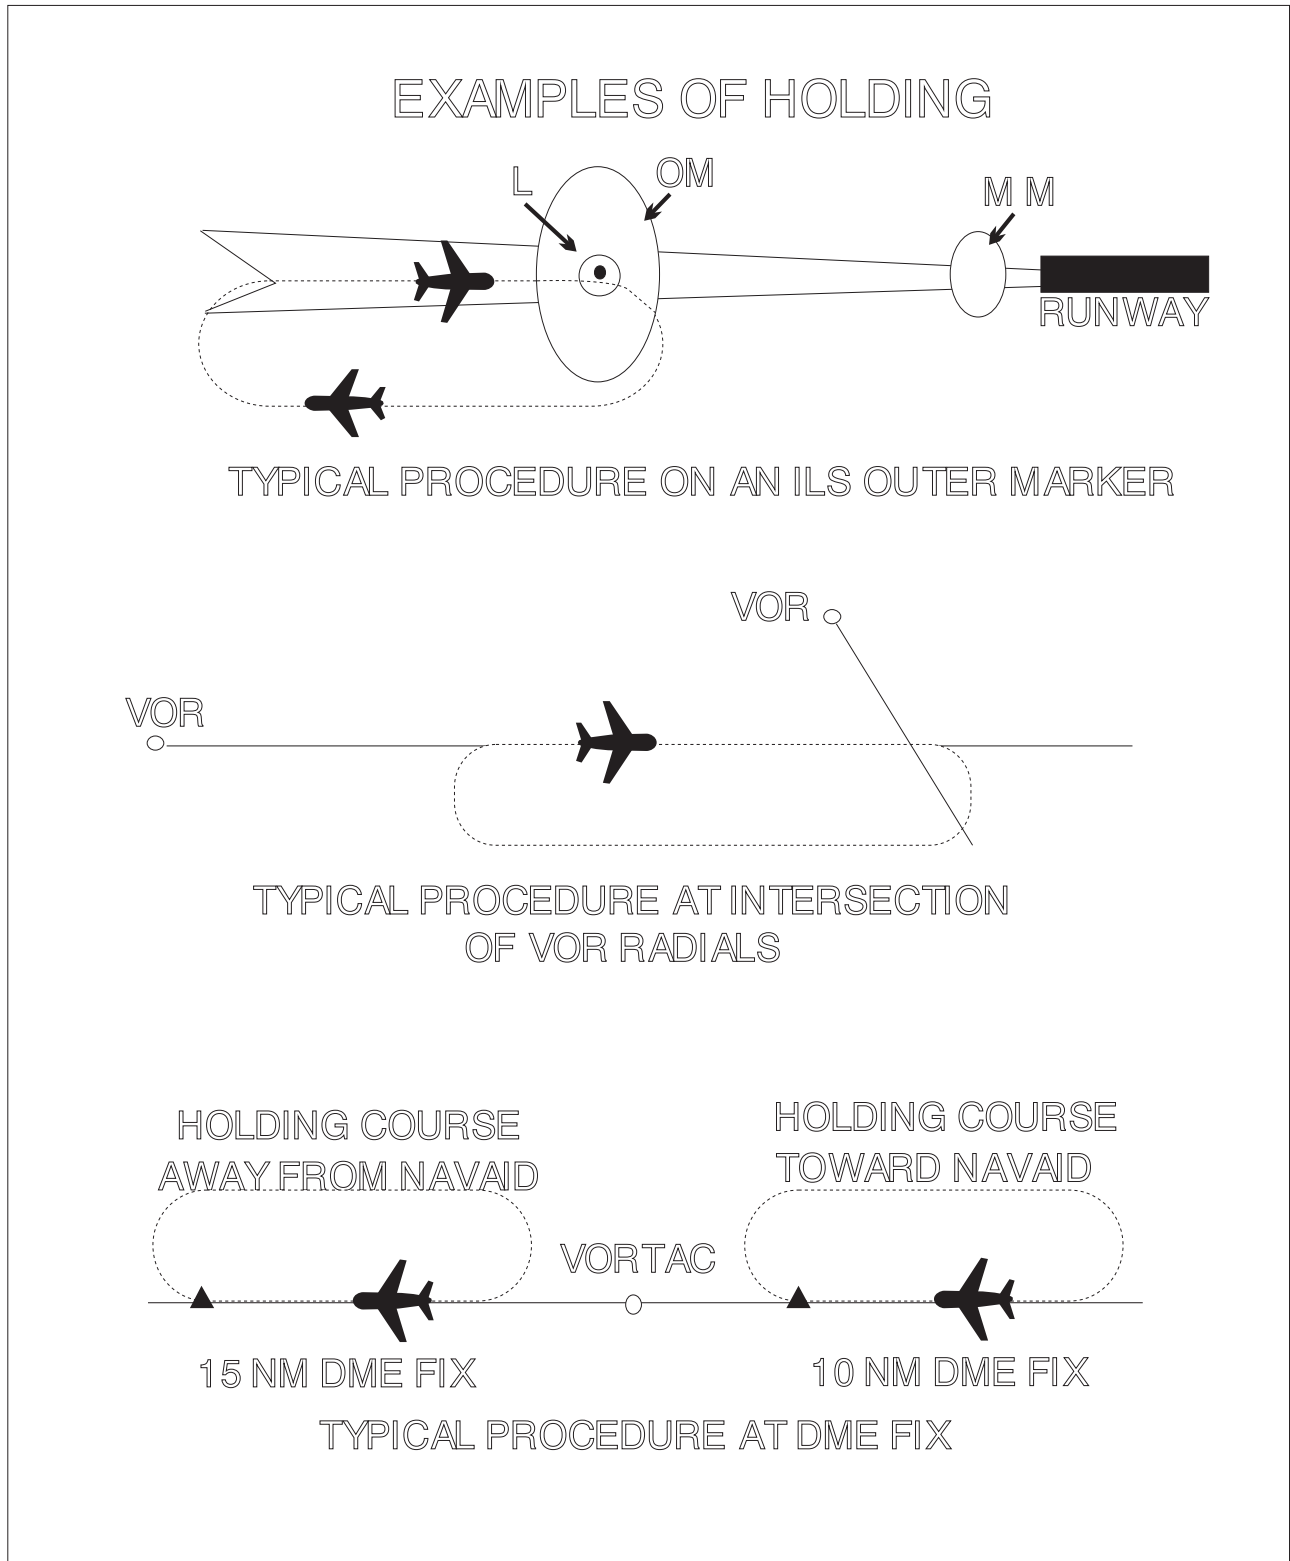 EXAMPLES OF HOLDING
L
OM
M M
RUNWAY
TYPICAL PROCEDURE ON AN ILS OUTER MARKER
VOR
VOR
TYPICAL PROCEDURE AT INTERSECTION
OF VOR RADIALS
HOLDING COURSE
AWAY FROM NAVAID
HOLDING COURSE
TOWARD NAVAID
VORTAC
15 NM DME FIX
10 NM DME FIX
TYPICAL PROCEDURE AT DME FIX